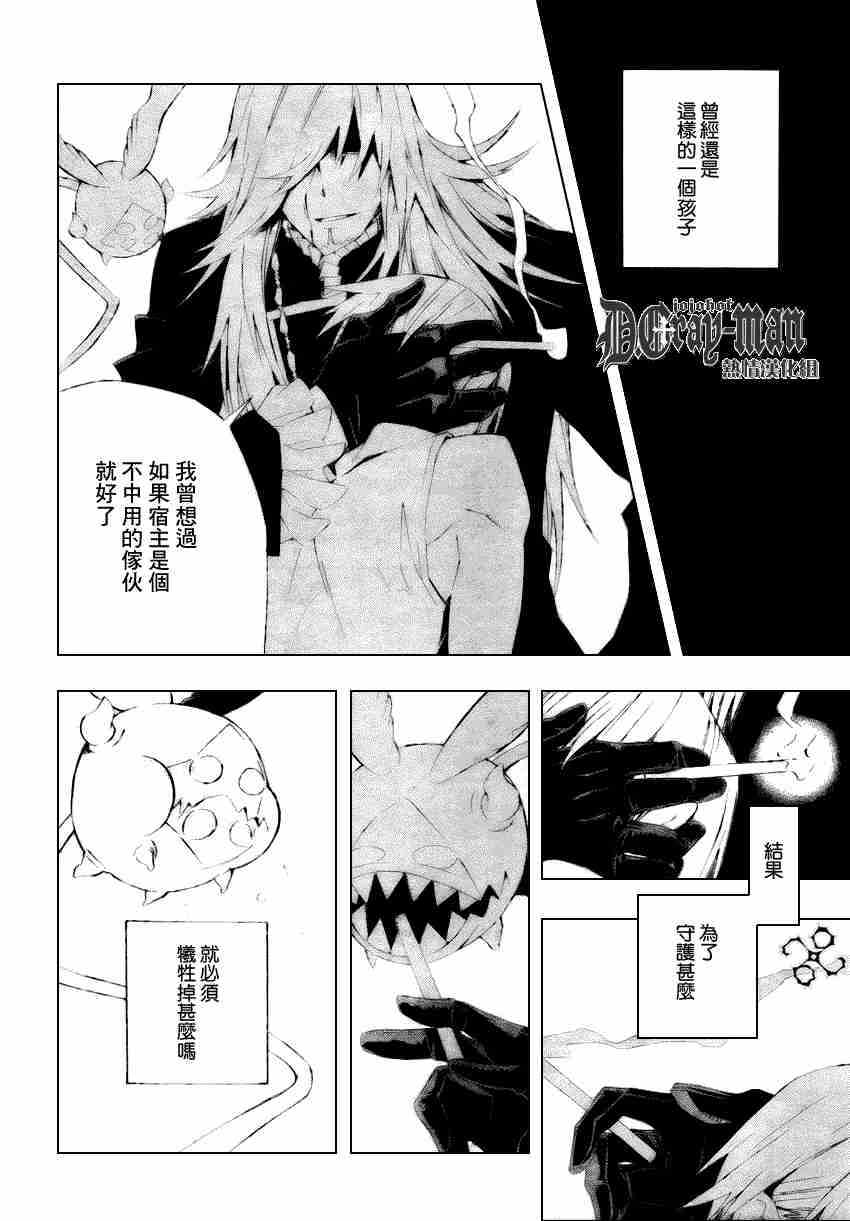 曾經還是
這樣的一個孩子
jojohot
D.Gray-man
熱情漢化組
我曾想過
如果宿主是個
不中用的傢伙
就好了
結果
為了
守護甚麼
就必須
犧牲掉甚麼嗎